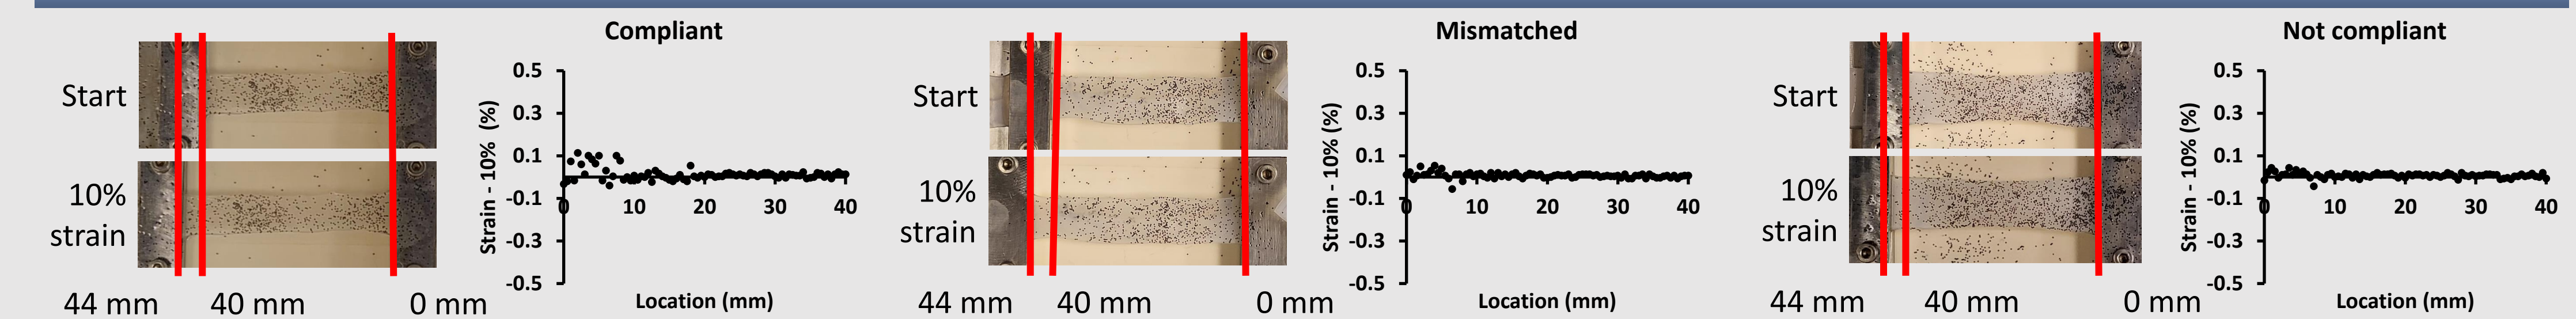 Compliant
Start
10%
strain
44 mm
40 mm
0 mm
Strain - 10% (%)
0.5
0.3
0.1
-0.1
-0.3
-0.5
0
10
20
30
40
Location (mm)
Mismatched
Start
10%
strain
44 mm
40 mm
0 mm
Strain - 10% (%)
0.5
0.3
0.1
-0.1
-0.3
-0.5
0
10
20
30
40
Location (mm)
Not compliant
Start
10%
strain
44 mm
40 mm
0 mm
Strain - 10% (%)
0.5
0.3
0.1
-0.1
-0.3
-0.5
0
10
20
30
40
Location (mm)